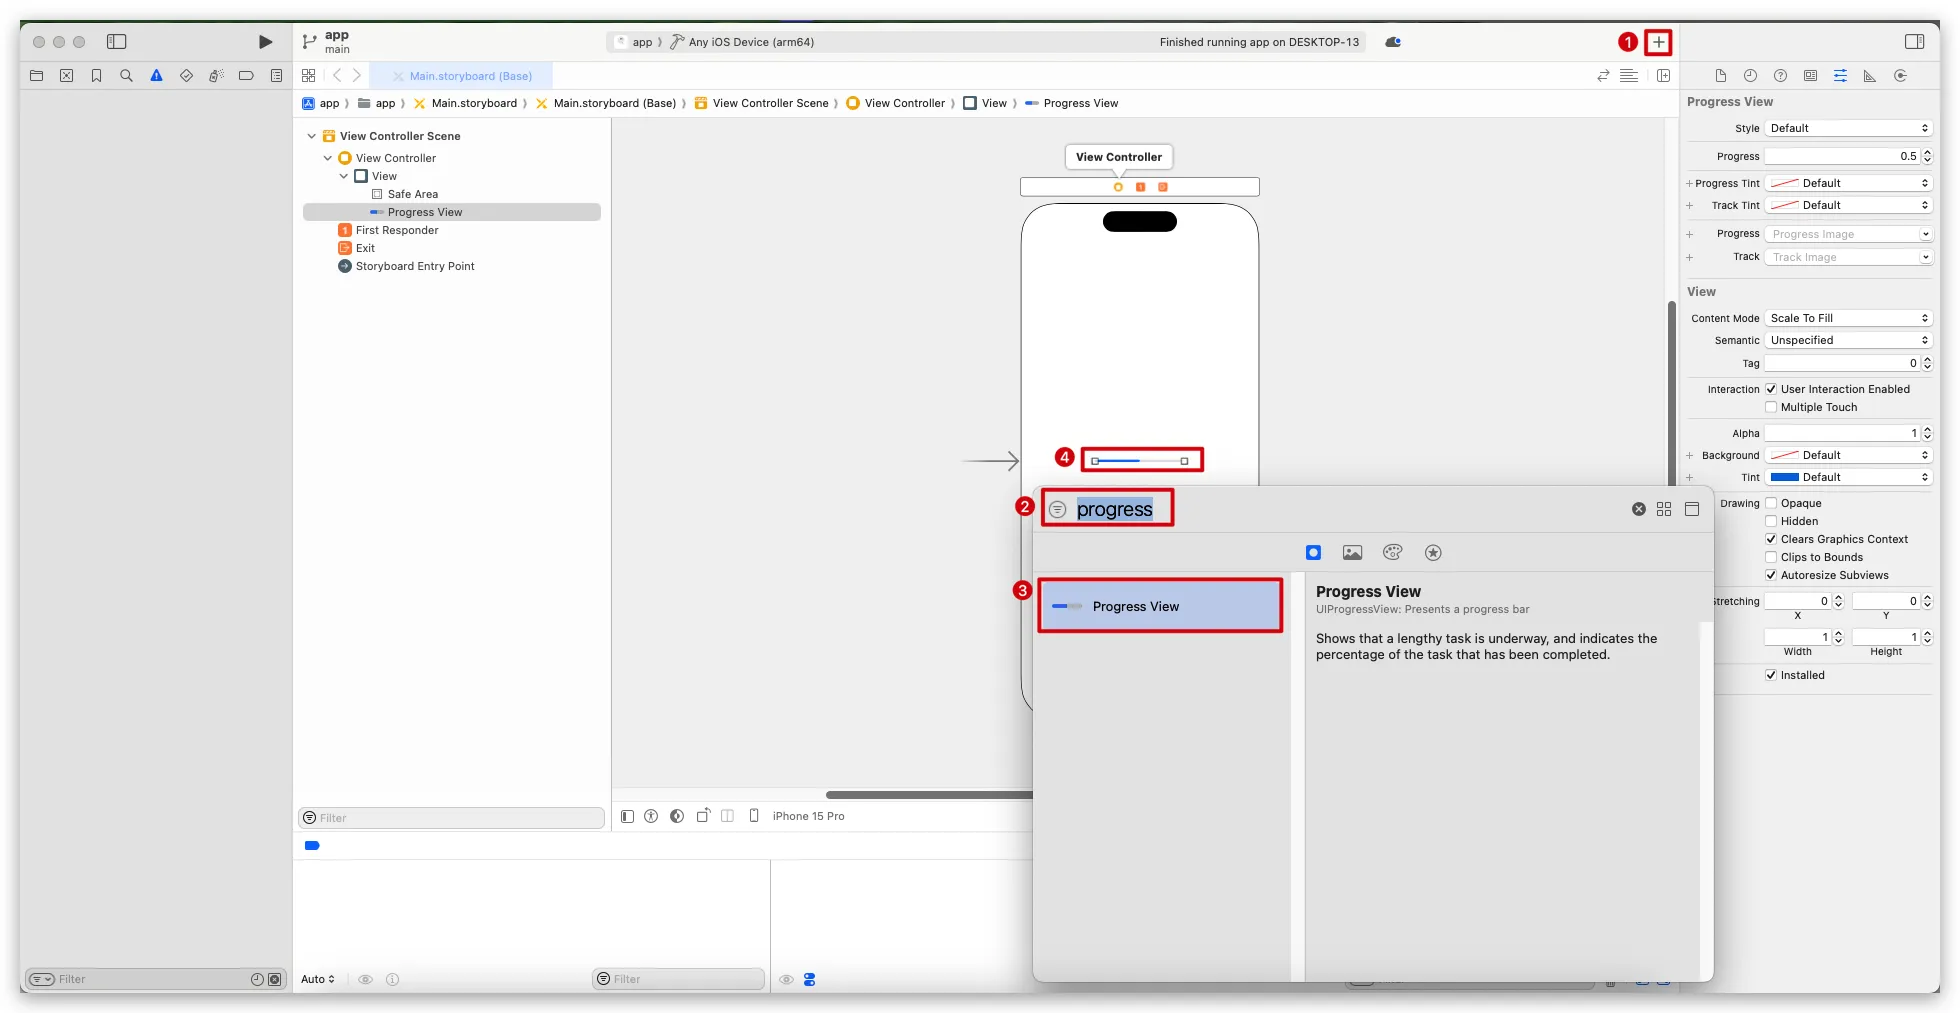 app
main
app
Any iOS Device (arm64)
Finished running app on DESKTOP-13
1
Main.storyboard (Base)
app
app
Main.storyboard
Main.storyboard (Base)
View Controller Scene
View Controller
View
Progress View
View Controller Scene
View Controller
View
Safe Area
Progress View
1 First Responder
Exit
Storyboard Entry Point
Filter
View Controller
1
4
2
progress
3
Progress View
Progress View
UIProgressView: Presents a progress bar
Shows that a lengthy task is underway, and indicates the
percentage of the task that has been completed.
iPhone 15 Pro
Filter
Auto
Filter
Progress View
Style Default
Progress 0.5
Progress Tint Default
Track Tint Default
Progress Progress Image
Track Track Image
View
Content Mode Scale To Fill
Semantic Unspecified
Tag 0
Interaction User Interaction Enabled
Multiple Touch
Alpha 1
Background Default
Tint Default
Drawing Opaque
Hidden
Clears Graphics Context
Clips to Bounds
Autoresize Subviews
Stretching 0 0
X Y
1 1
Width Height
Installed